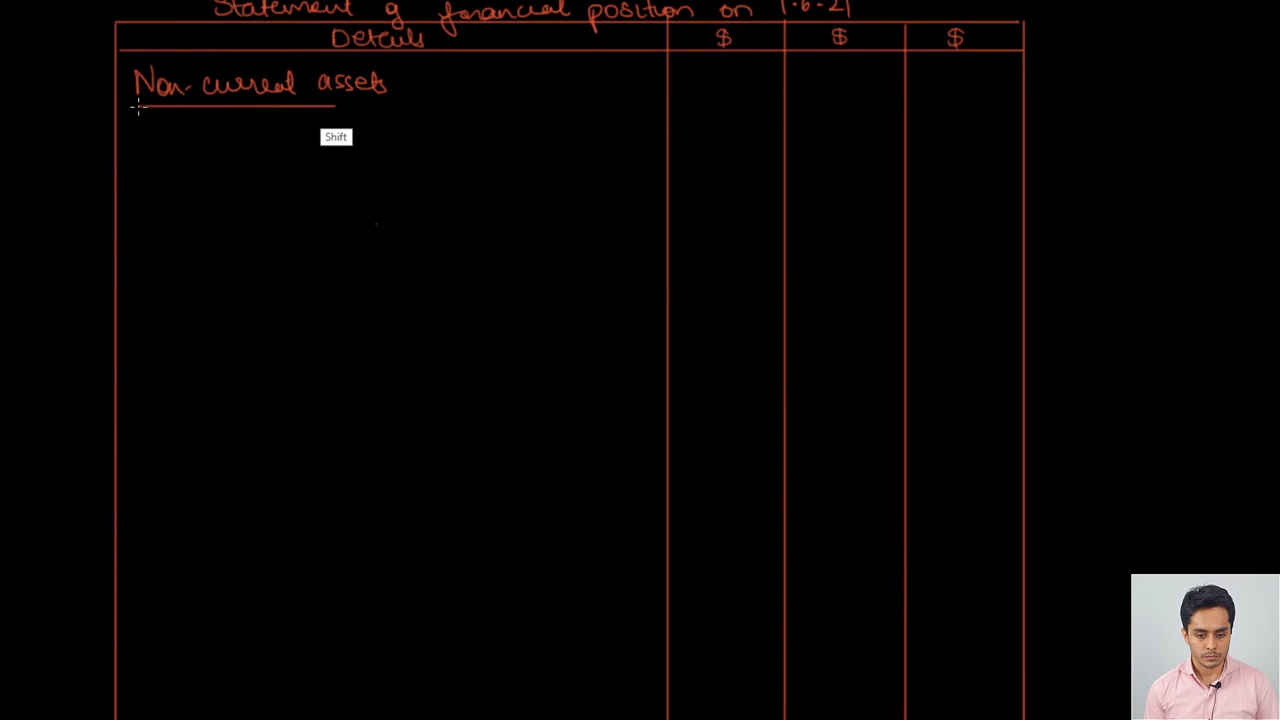 Statement of financial position on 1.6.21
Details $ $ $
Non-current assets
Shift